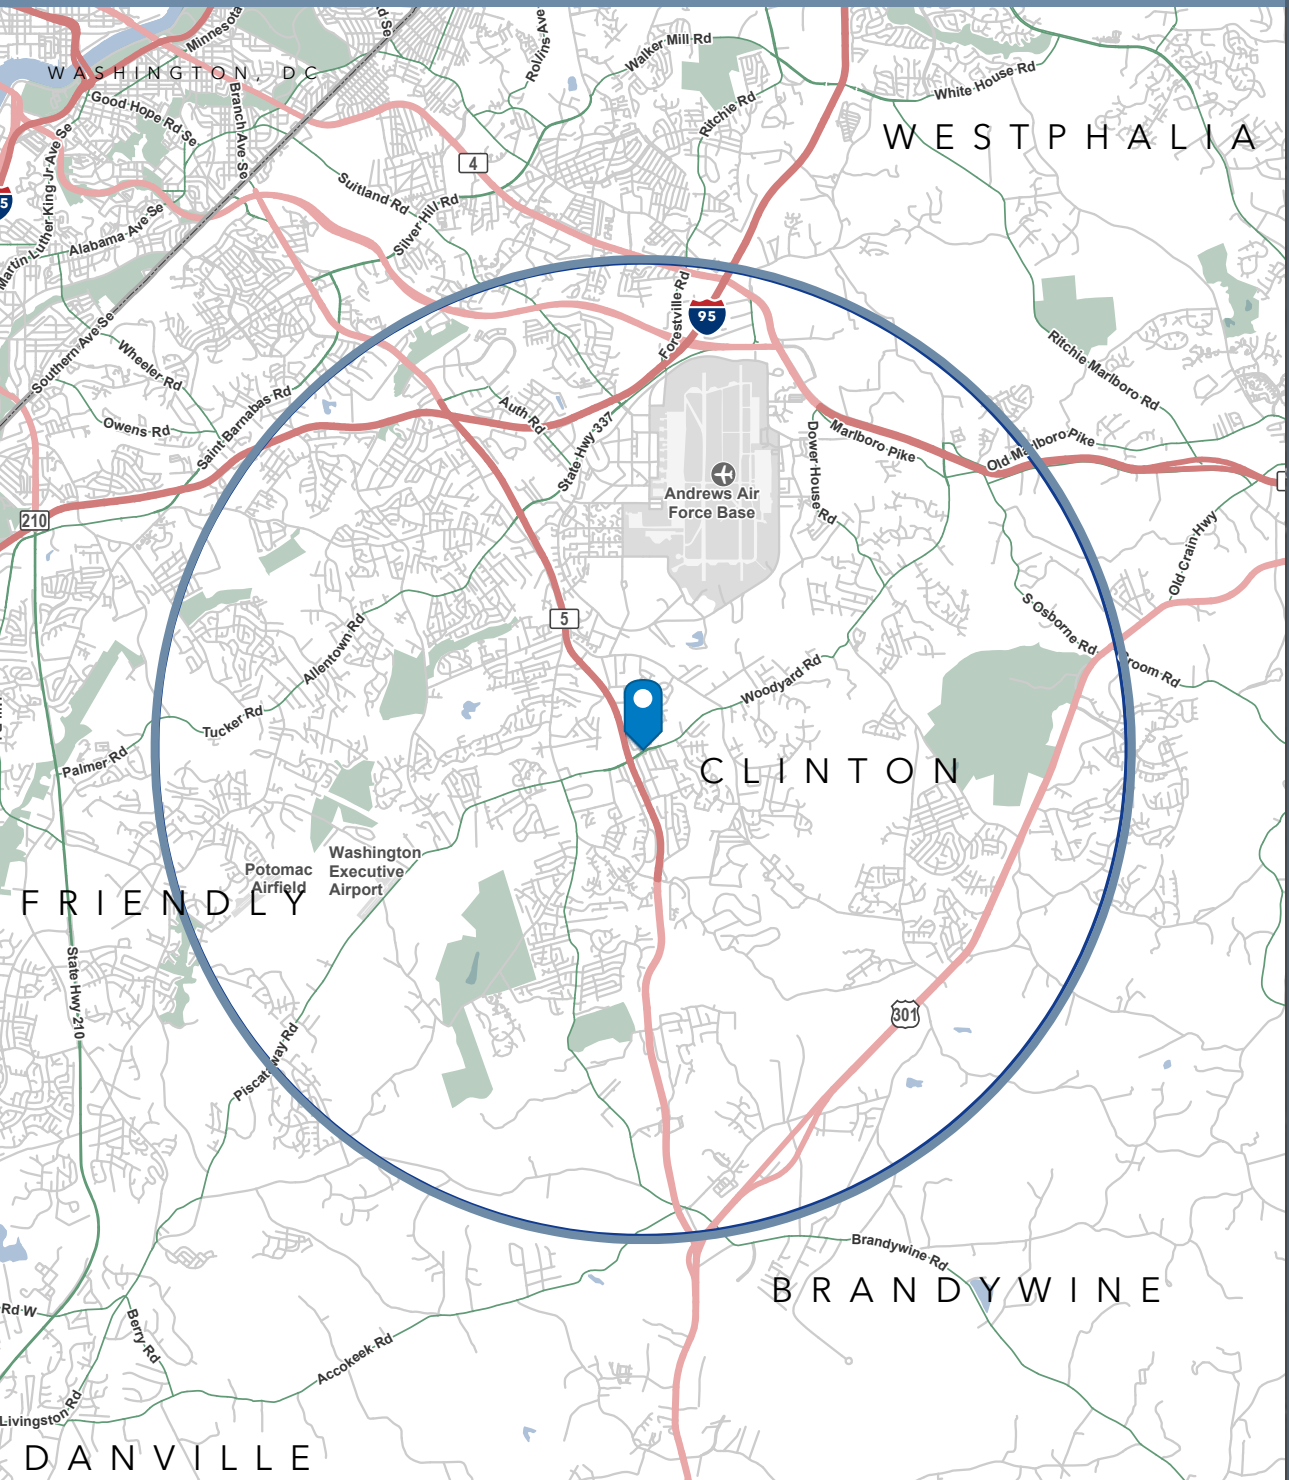 Minnesota
WASHINGTON, DC
Rollins Ave
Walker Mill Rd
White House Rd
Good Hope Rd Se
Branch Ave Se
Ritchie Rd
WESTPHALIA
4
Martin Luther King Jr Ave Se
Suitland Rd
Silver Hill Rd
Alabama Ave Se
Forestville Rd
95
Southern Ave Se
Wheeler Rd
Ritchie Marlboro Rd
Saint Barnabas Rd
Owens Rd
Auth Rd
State Hwy 337
Dower House Rd
Marlboro Pike
Old Marlboro Pike
Andrews Air
Force Base
210
Old Crain Hwy
S Osborne Rd
5
Allentown Rd
Croom Rd
Woodyard Rd
Tucker Rd
Palmer Rd
CLINTON
Washington
Executive
Airport
Potomac
Airfield
FRIENDLY
State Hwy 210
301
Piscataway Rd
Brandywine Rd
BRANDYWINE
Rd W
Berry Rd
Accokeek Rd
Livingston Rd
DANVILLE